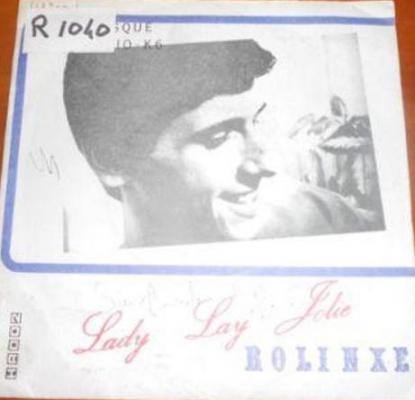 R 1040
SQUE
IO-K6
Lady Lay Jolie
ROLINXE